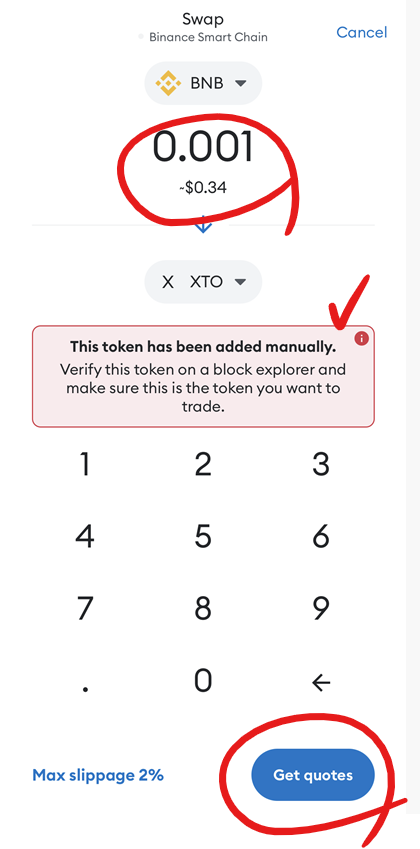 Swap
Binance Smart Chain
Cancel
BNB
0.001
~$0.34
X XTO
This token has been added manually.
Verify this token on a block explorer and
make sure this is the token you want to
trade.
1 2 3
4 5 6
7 8 9
. 0 ←
Max slippage 2%
Get quotes